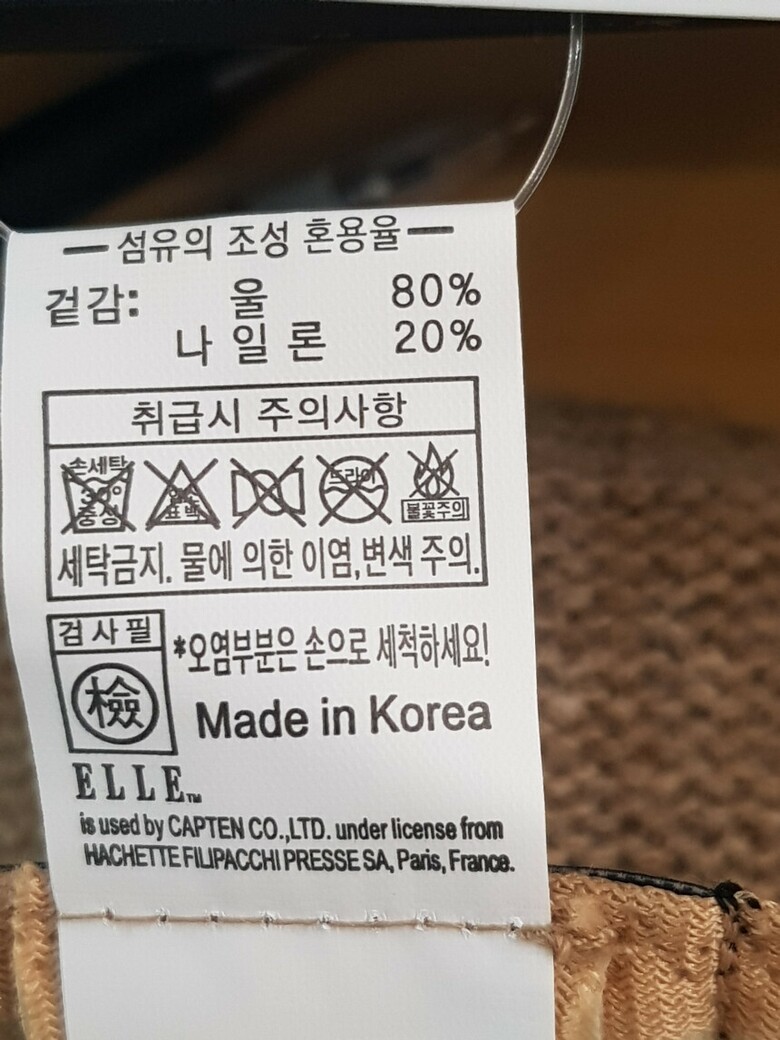 섬유의 조성 혼용율
겉감: 울 80%
나일론 20%
취급시 주의사항
손세탁 30° 중성
염소 표백
드라이
불꽃주의
세탁금지. 물에 의한 이염,변색 주의.
검사필
檢
*오염부분은 손으로 세척하세요!
Made in Korea
ELLE™
is used by CAPTEN CO.,LTD. under license from
HACHETTE FILIPACCHI PRESSE SA, Paris, France.